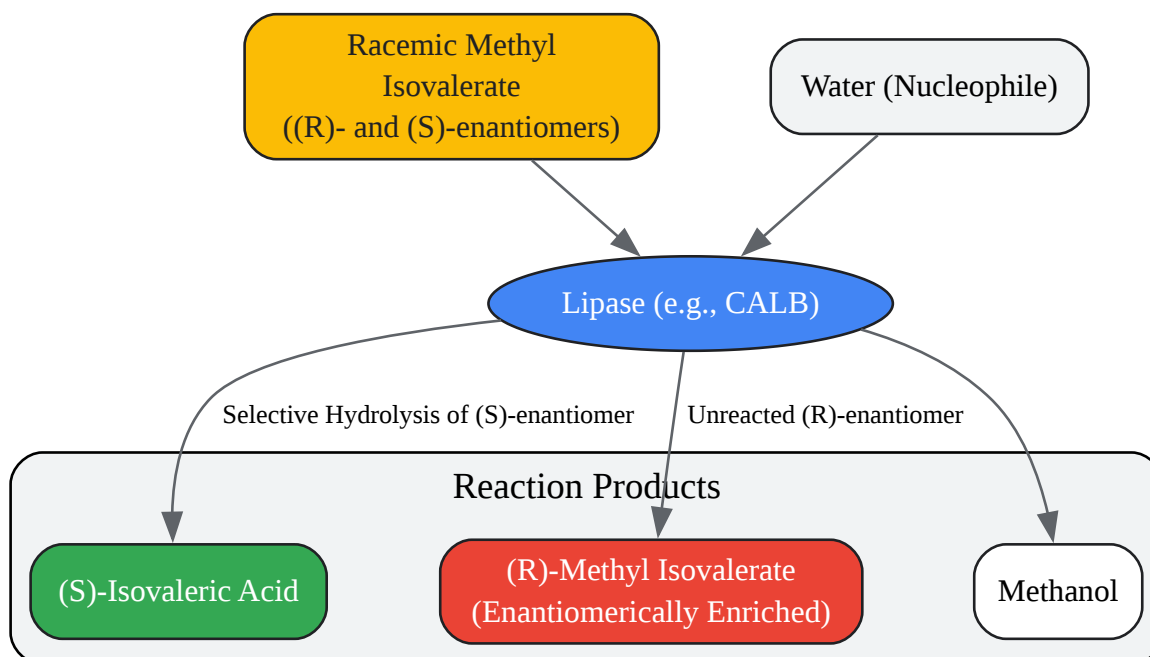 Racemic Methyl
Isovalerate
((R)- and (S)-enantiomers)
Water (Nucleophile)
Lipase (e.g., CALB)
Selective Hydrolysis of (S)-enantiomer
Unreacted (R)-enantiomer
Reaction Products
(S)-Isovaleric Acid
(R)-Methyl Isovalerate
(Enantiomerically Enriched)
Methanol